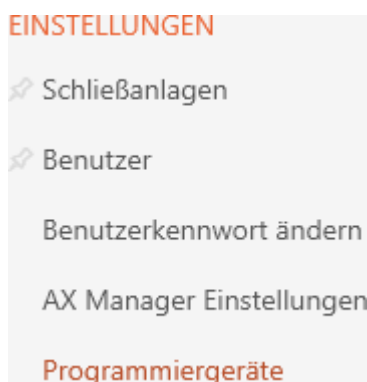 EINSTELLUNGEN
Schließanlagen
Benutzer
Benutzerkennwort ändern
AX Manager Einstellungen
Programmiergeräte